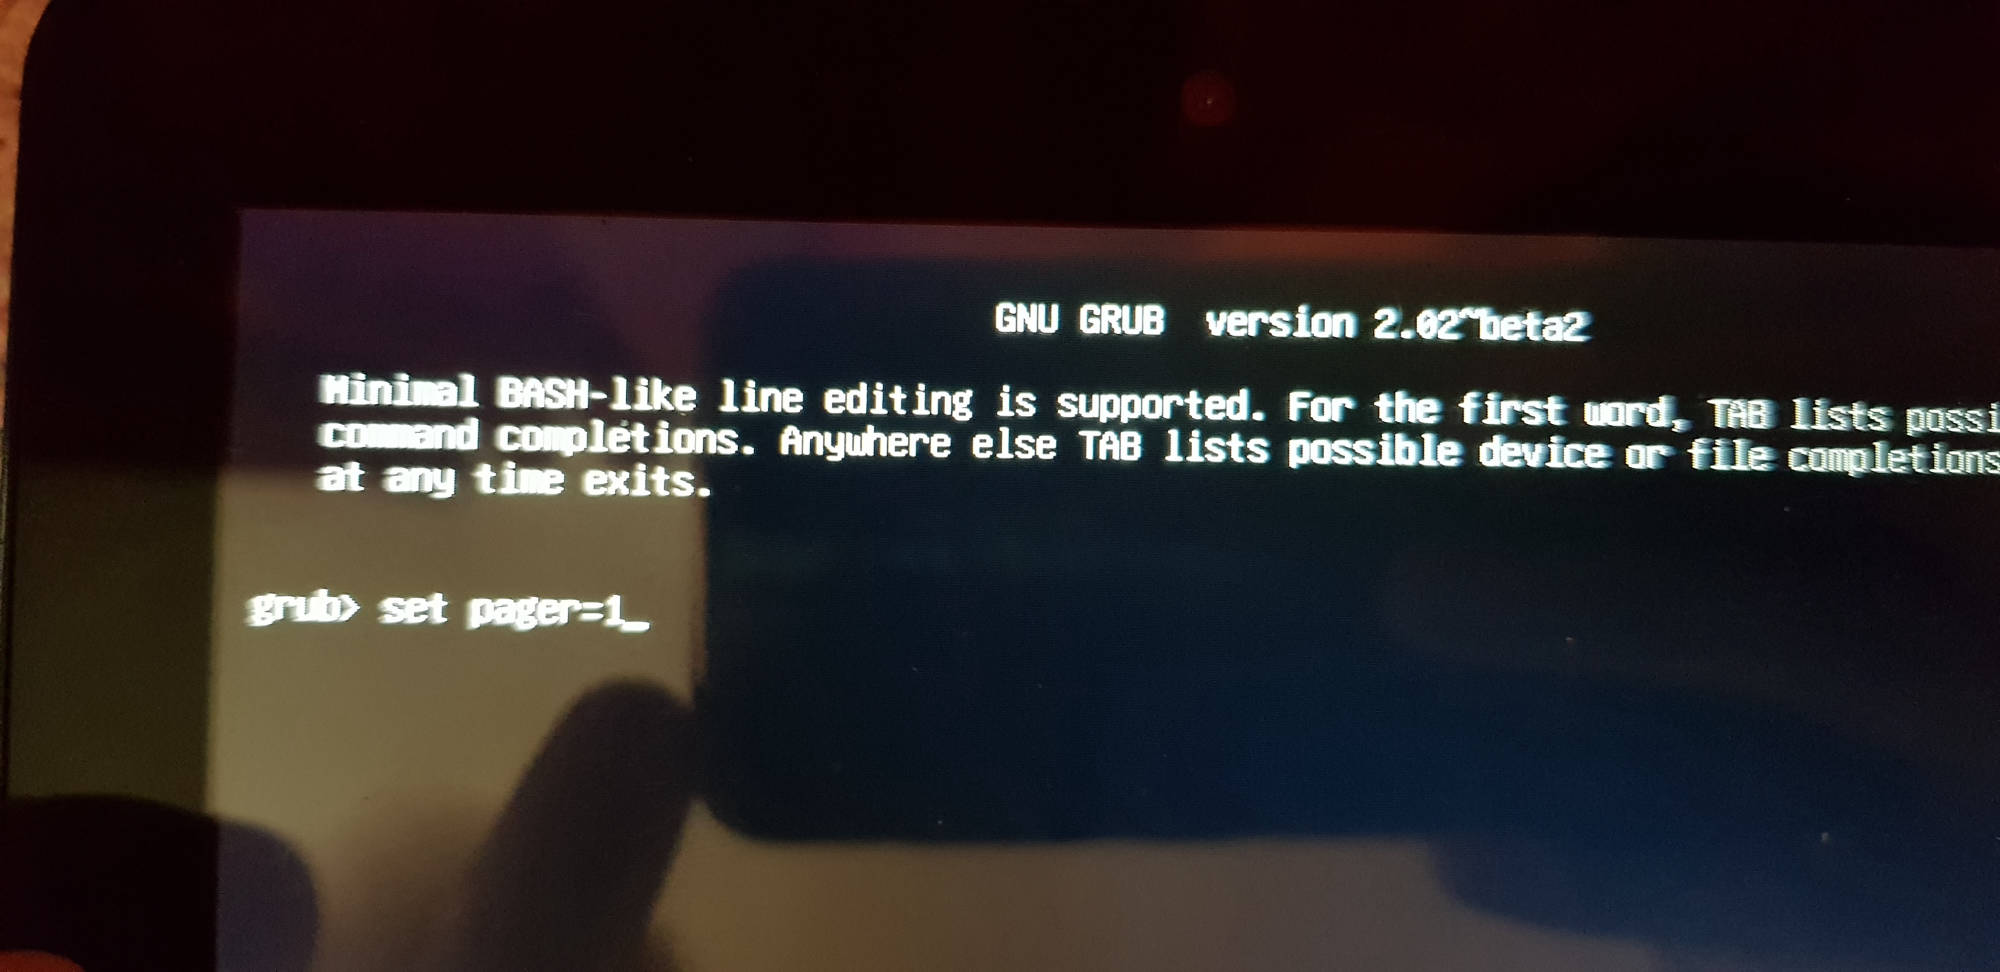 GNU GRUB version 2.02~beta2
Minimal BASH-like line editing is supported. For the first word, TAB lists possi
command completions. Anywhere else TAB lists possible device or file completions
at any time exits.
grub> set pager=1_